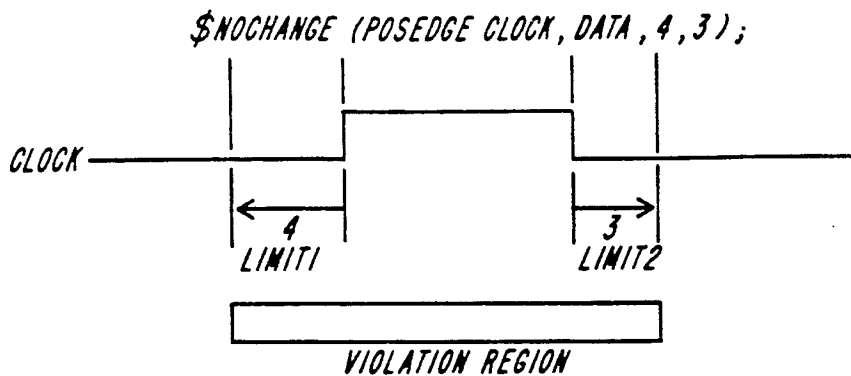 $NOCHANGE (POSEDGE CLOCK, DATA, 4, 3);
CLOCK
4
LIMIT1
3
LIMIT2
VIOLATION REGION